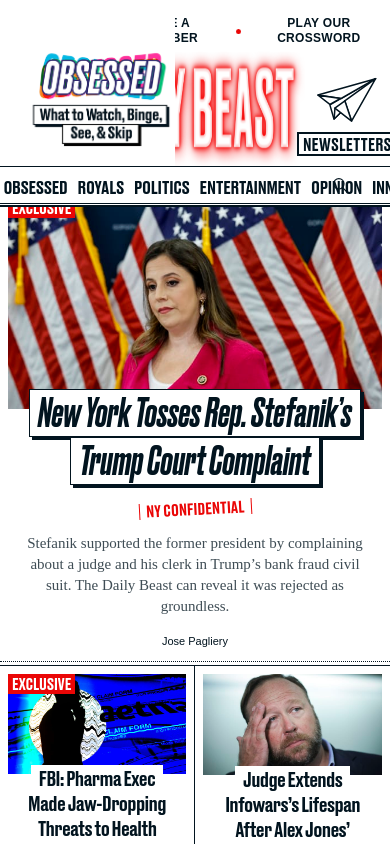 E A
BER
PLAY OUR
CROSSWORD
OBSESSED
What to Watch, Binge,
See, & Skip
Y BEAST
NEWSLETTERS
OBSESSED ROYALS POLITICS ENTERTAINMENT OPINION INN
EXCLUSIVE
New York Tosses Rep. Stefanik’s
Trump Court Complaint
NY CONFIDENTIAL
Stefanik supported the former president by complaining
about a judge and his clerk in Trump’s bank fraud civil
suit. The Daily Beast can reveal it was rejected as
groundless.
Jose Pagliery
EXCLUSIVE
aetna
CLAIM FORM
FBI: Pharma Exec
Made Jaw-Dropping
Threats to Health
Judge Extends
Infowars’s Lifespan
After Alex Jones’